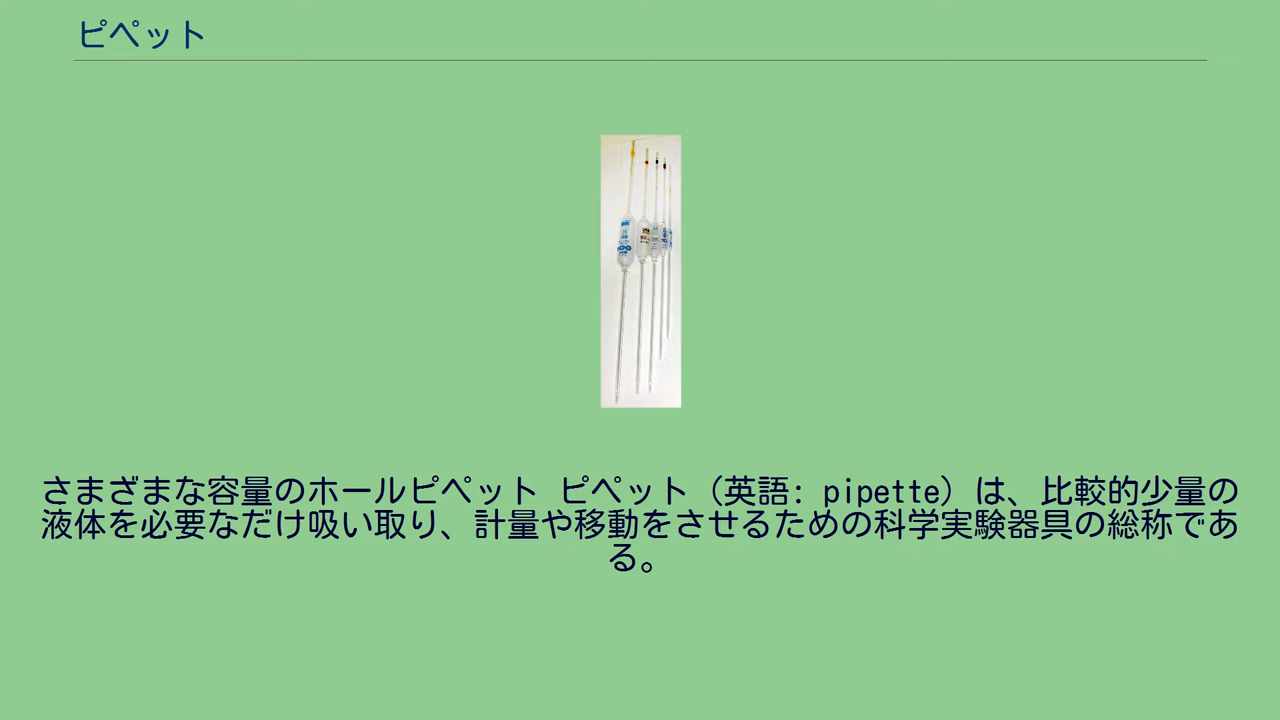 ピペット
さまざまな容量のホールピペット ピペット（英語: pipette）は、比較的少量の
液体を必要なだけ吸い取り、計量や移動をさせるための科学実験器具の総称であ
る。